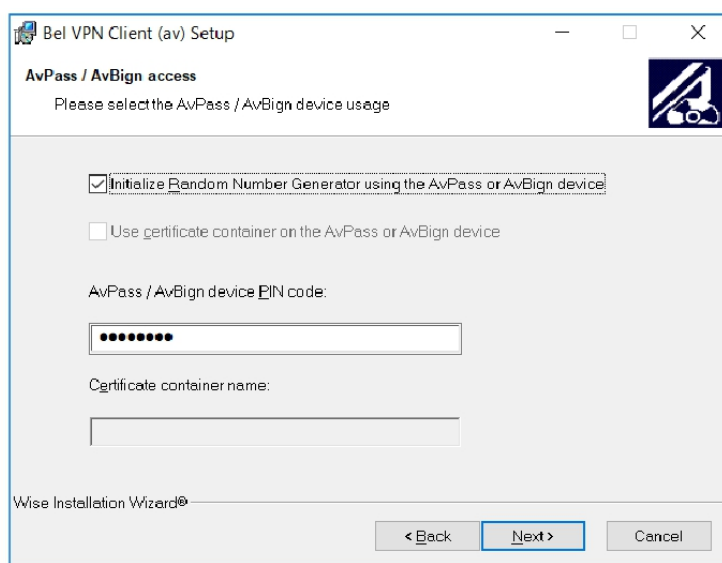 Bel VPN Client (av) Setup
AvPass / AvBign access
Please select the AvPass / AvBign device usage
Initialize Random Number Generator using the AvPass or AvBign device
Use certificate container on the AvPass or AvBign device
AvPass / AvBign device PIN code:
••••••••
Certificate container name:
Wise Installation Wizard®
< Back Next > Cancel